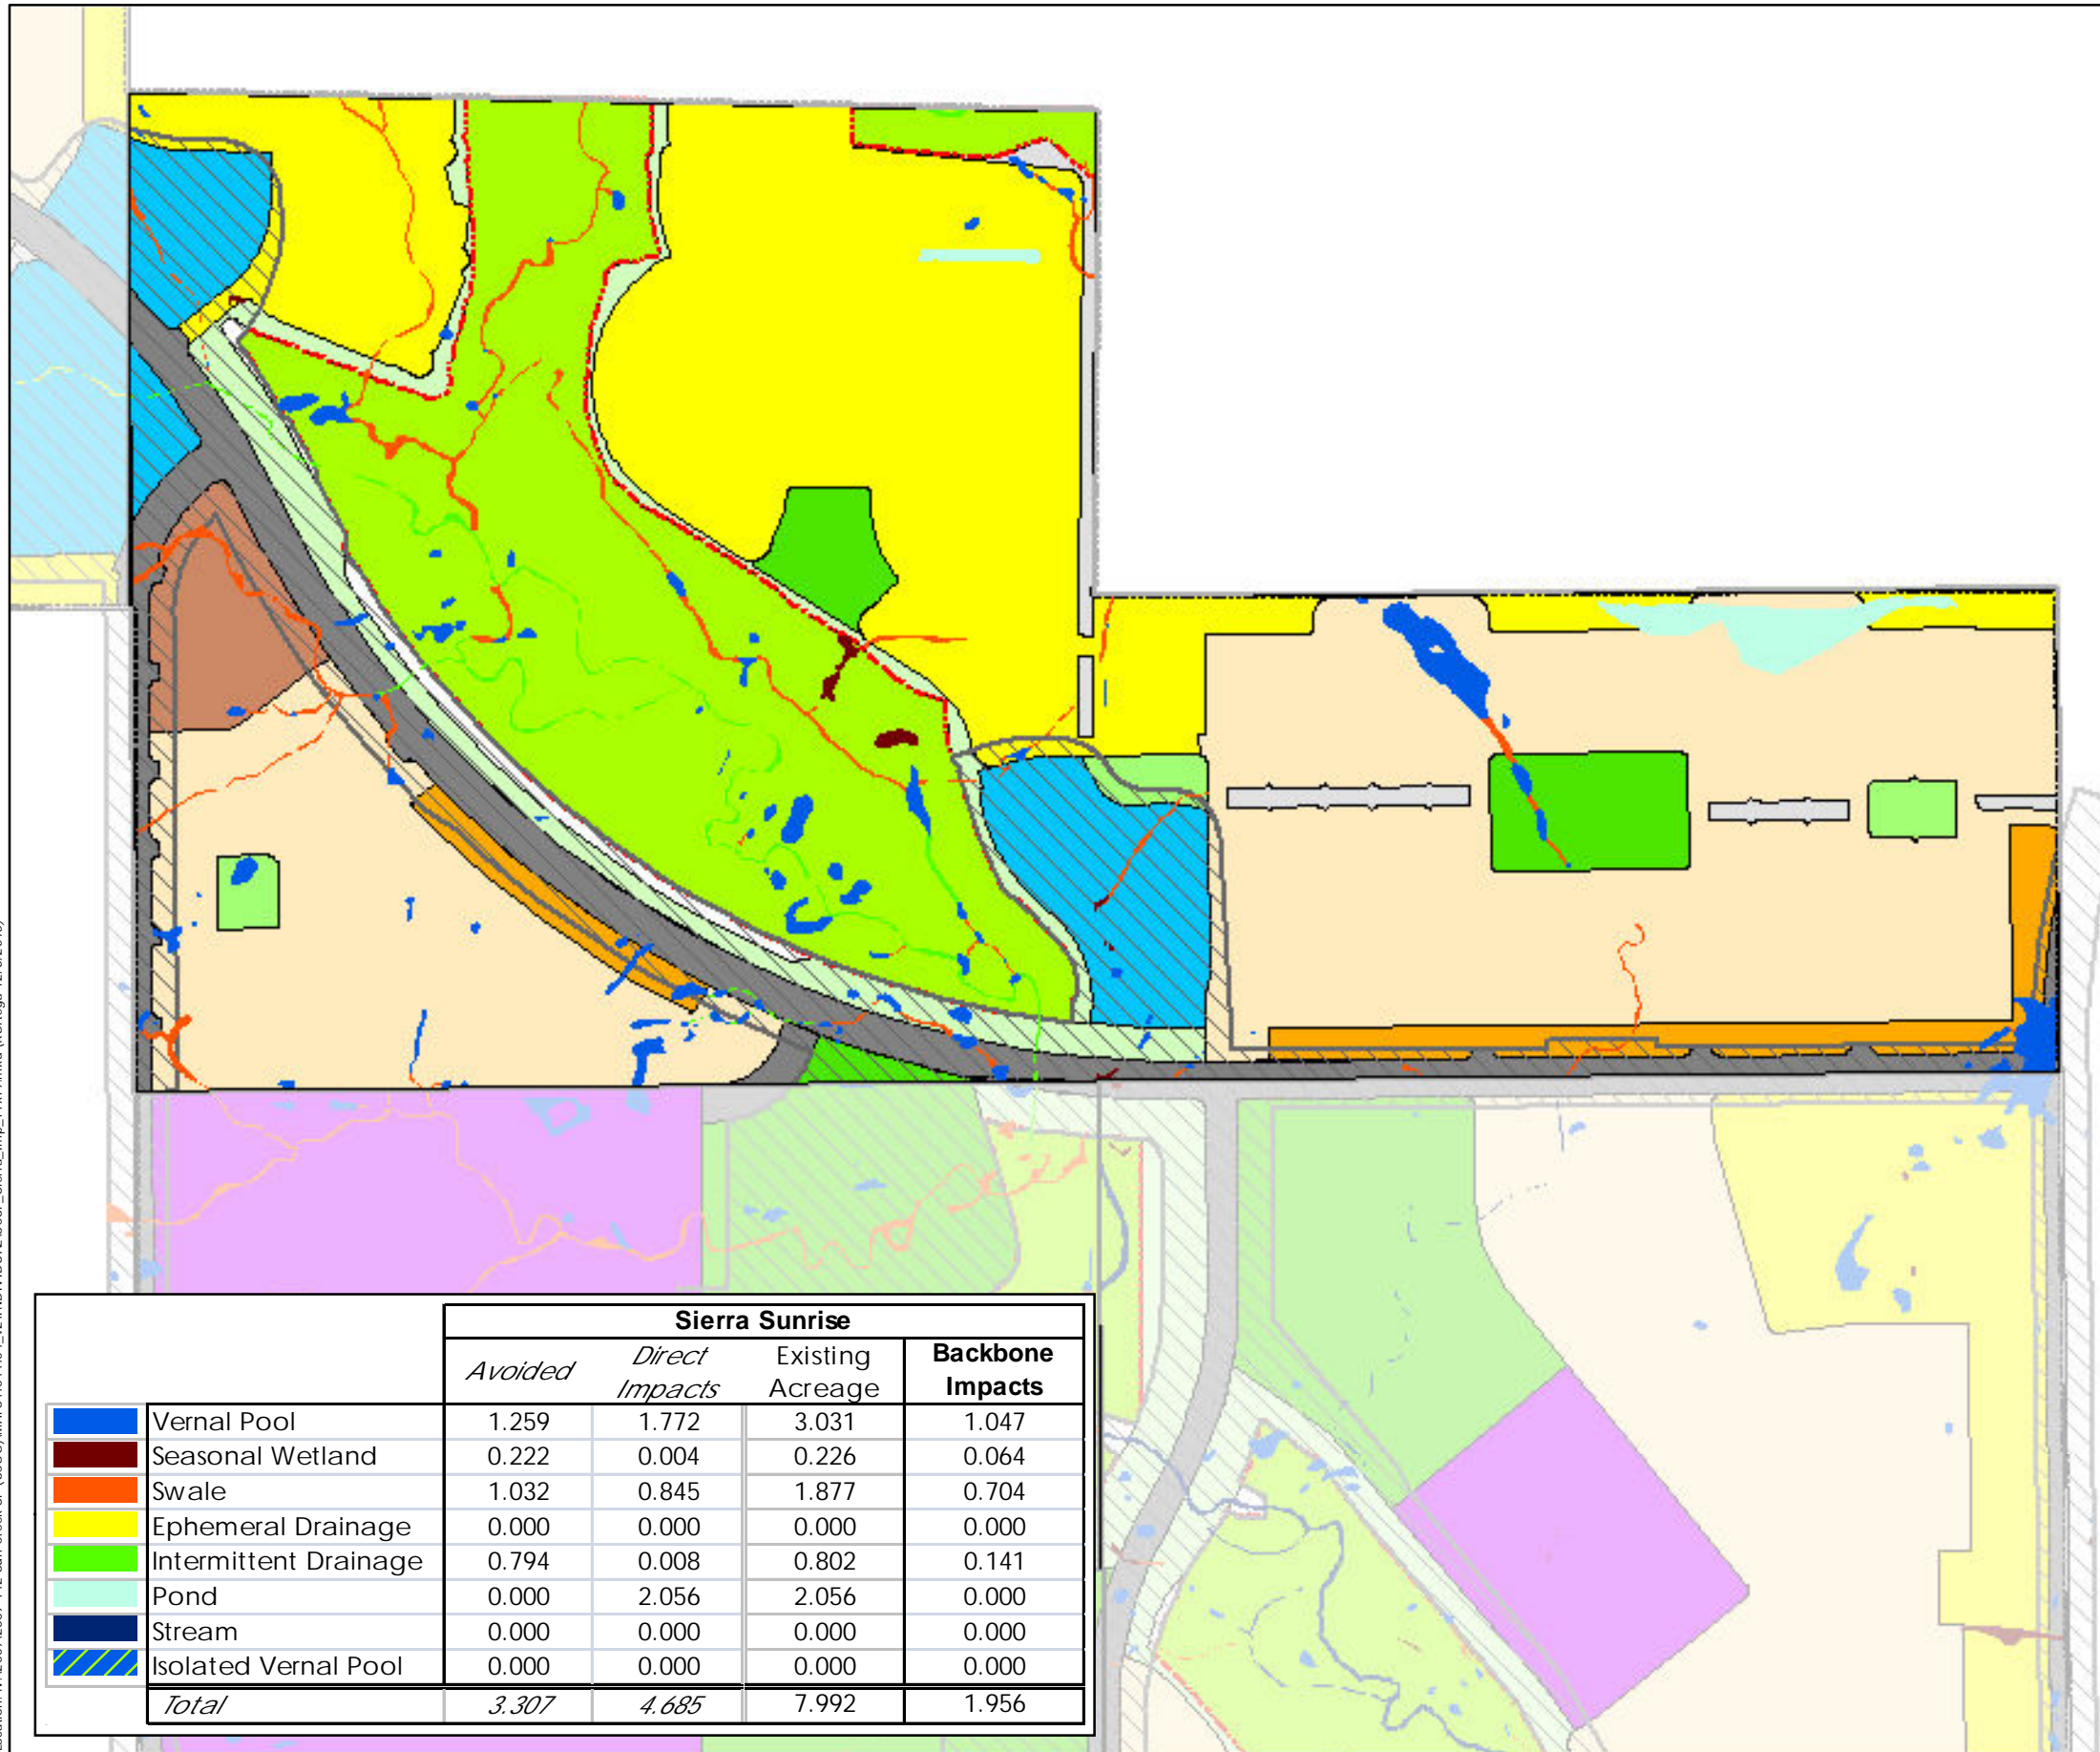 Sierra Sunrise
Avoided Direct Impacts Existing Acreage Backbone Impacts
Vernal Pool 1.259 1.772 3.031 1.047
Seasonal Wetland 0.222 0.004 0.226 0.064
Swale 1.032 0.845 1.877 0.704
Ephemeral Drainage 0.000 0.000 0.000 0.000
Intermittent Drainage 0.794 0.008 0.802 0.141
Pond 0.000 2.056 2.056 0.000
Stream 0.000 0.000 0.000 0.000
Isolated Vernal Pool 0.000 0.000 0.000 0.000
Total 3.307 4.685 7.992 1.956